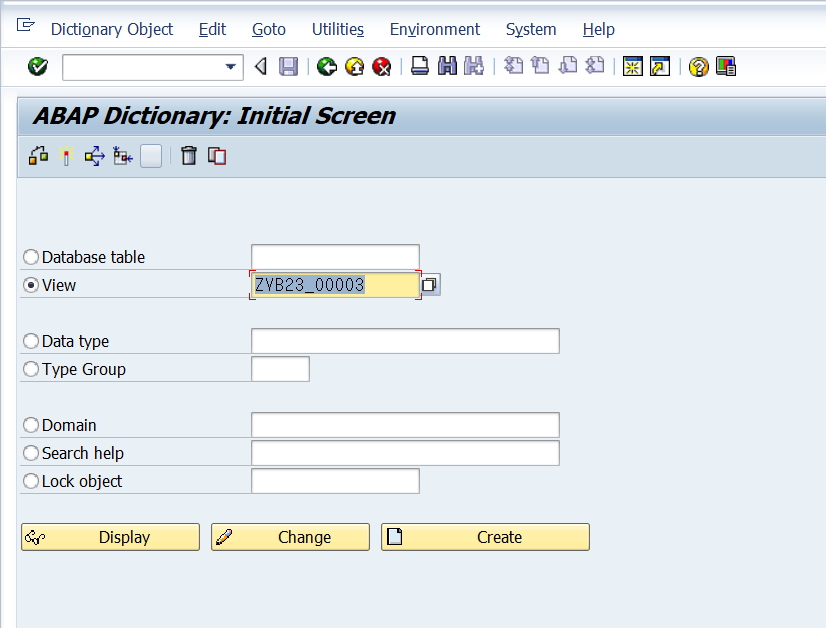 Dictionary Object Edit Goto Utilities Environment System Help
ABAP Dictionary: Initial Screen
Database table
View ZVB23_00003
Data type
Type Group
Domain
Search help
Lock object
Display Change Create